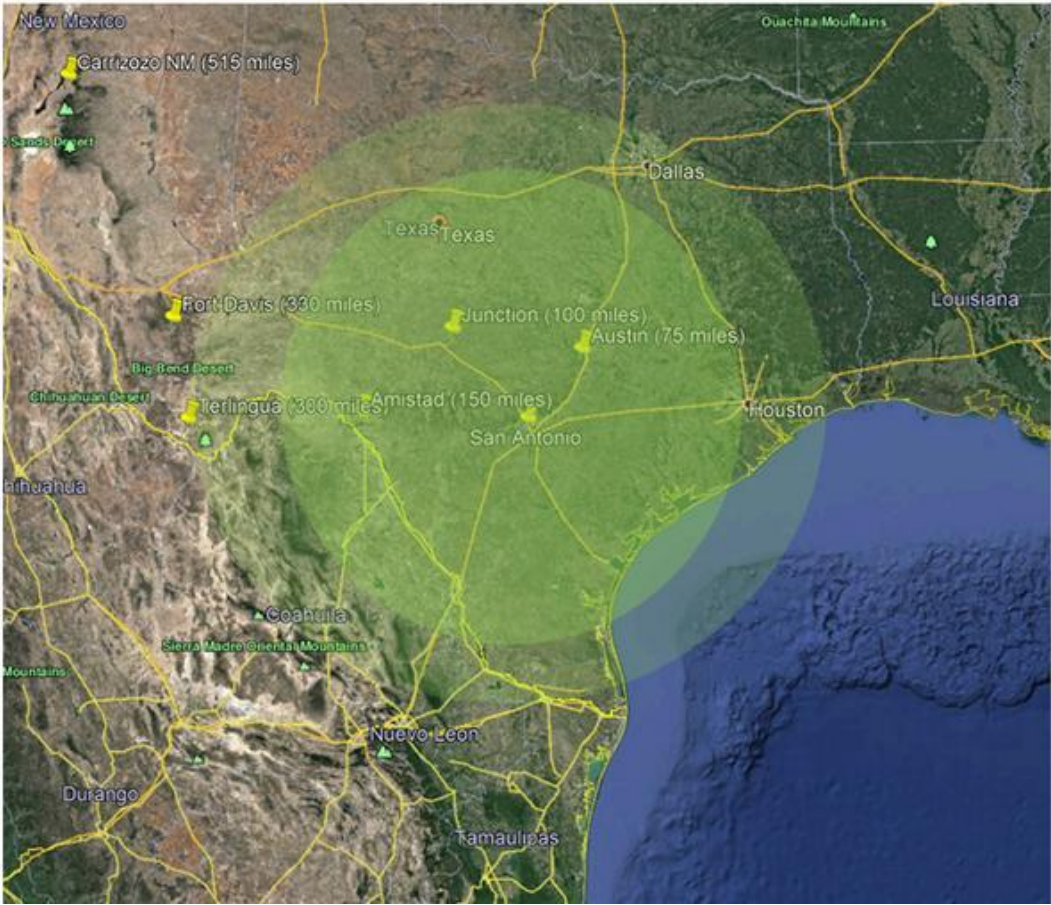 New Mexico
Ouachita Mountains
Carrizozo NM (515 miles)
Sands Desert
Dallas
Texas
Texas
Louisiana
Fort Davis (330 miles)
Junction (100 miles)
Austin (75 miles)
Big Bend Desert
Chihuahuan Desert
Terlingua (300 miles)
Amistad (150 miles)
Houston
San Antonio
hihuahua
Coahuila
Sierra Madre Oriental Mountains
Mountains
Nuevo Leon
Durango
Tamaulipas